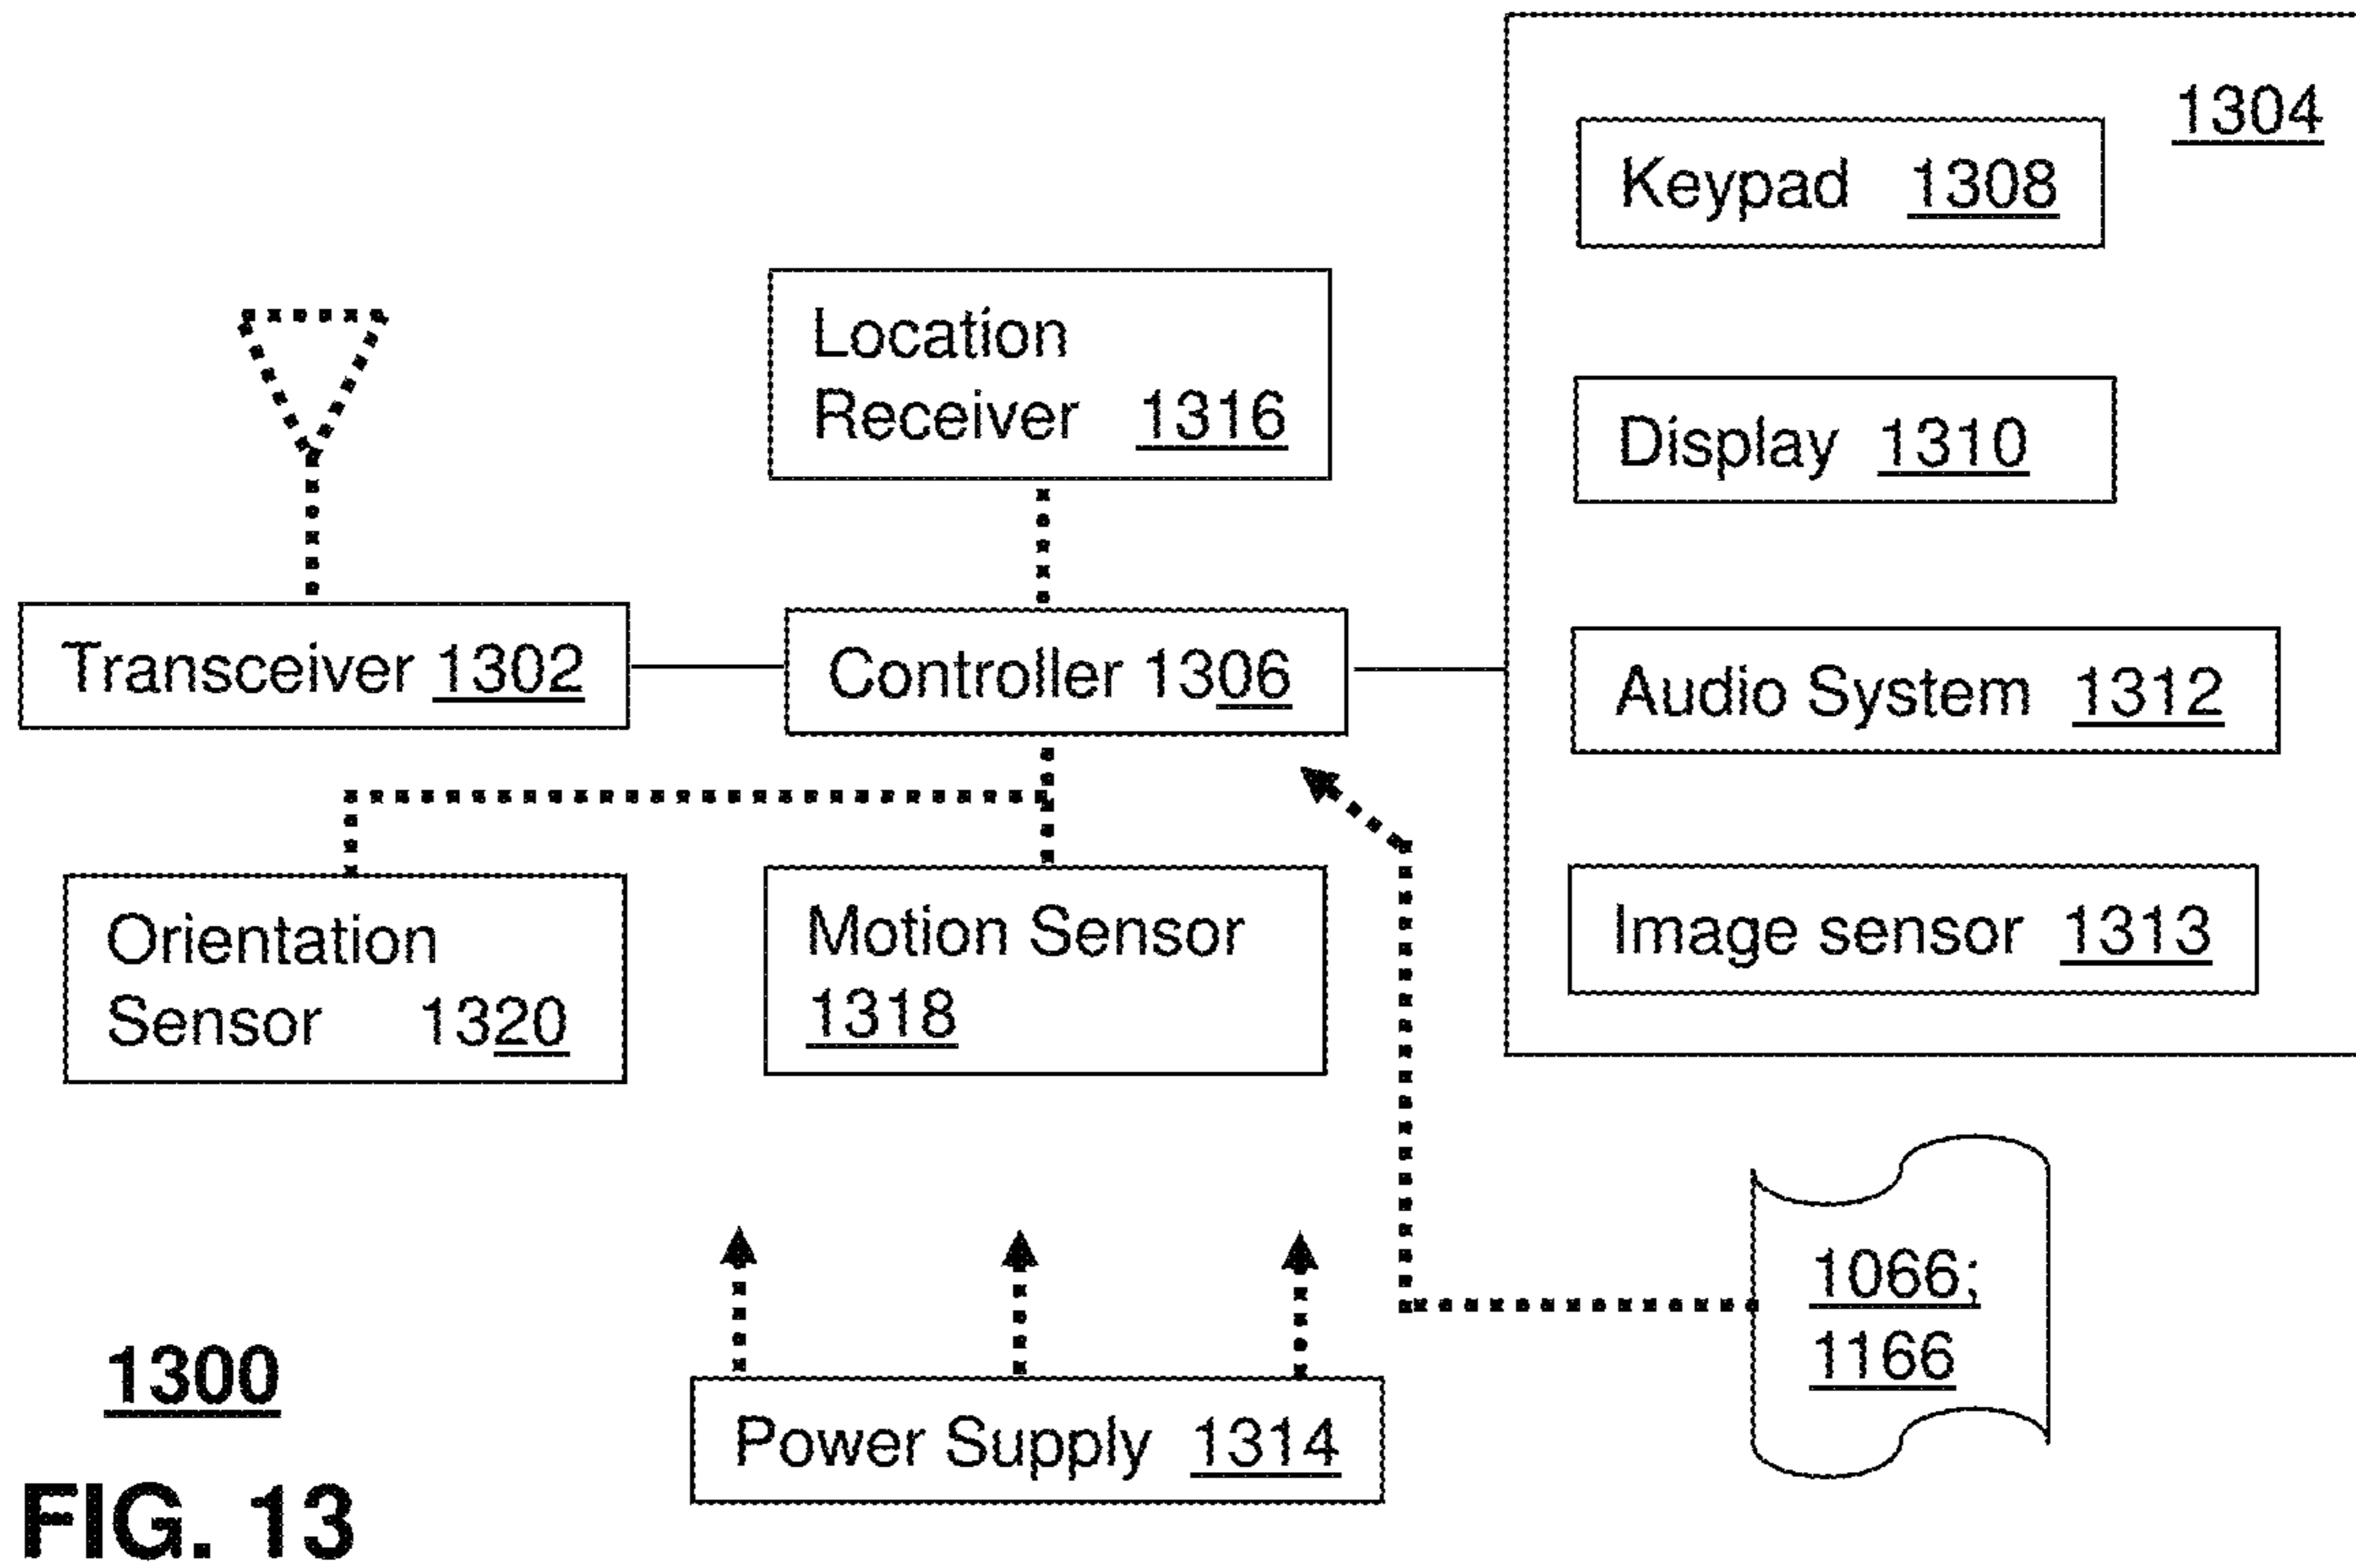 1304
Keypad 1308
Location
Receiver 1316
Display 1310
Transceiver 1302
Controller 1306
Audio System 1312
Orientation
Sensor 1320
Motion Sensor
1318
Image sensor 1313
1066;
1166
Power Supply 1314
1300
FIG. 13